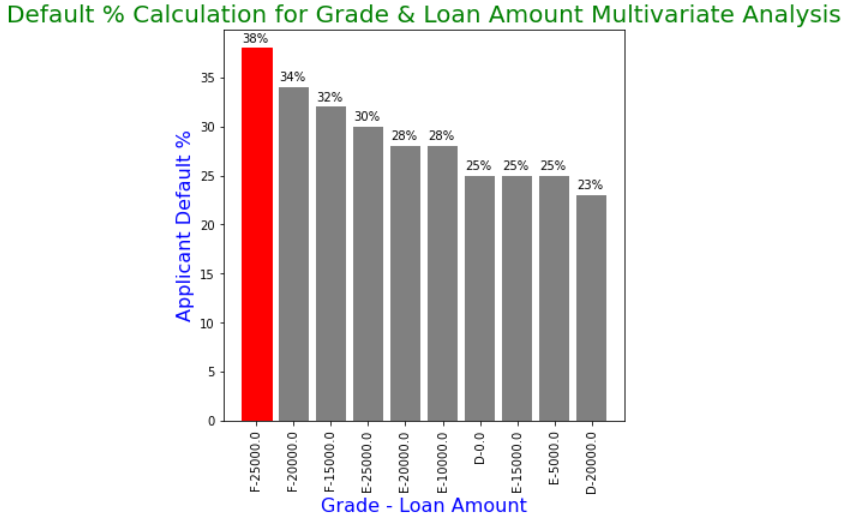 Default % Calculation for Grade & Loan Amount Multivariate Analysis
38%
34%
32%
30%
28%
28%
25%
25%
25%
23%
Applicant Default %
35
30
25
20
15
10
5
0
F-25000.0
F-20000.0
F-15000.0
E-25000.0
E-20000.0
E-10000.0
D-0.0
E-15000.0
E-5000.0
D-20000.0
Grade - Loan Amount